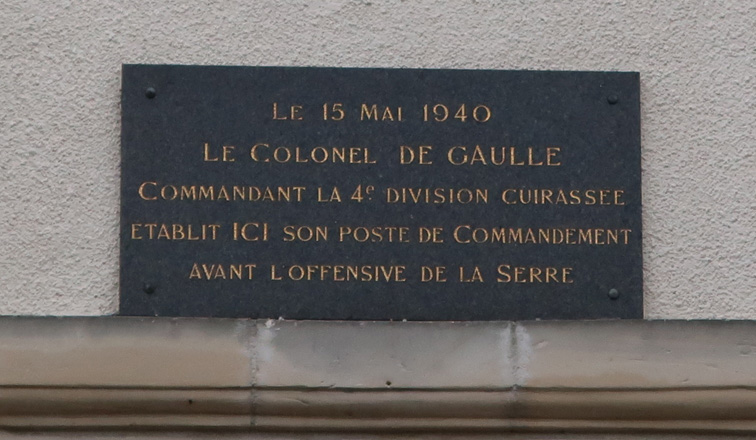 LE 15 MAI 1940
LE COLONEL DE GAULLE
COMMANDANT LA 4e DIVISION CUIRASSEE
ETABLIT ICI SON POSTE DE COMMANDEMENT
AVANT L'OFFENSIVE DE LA SERRE